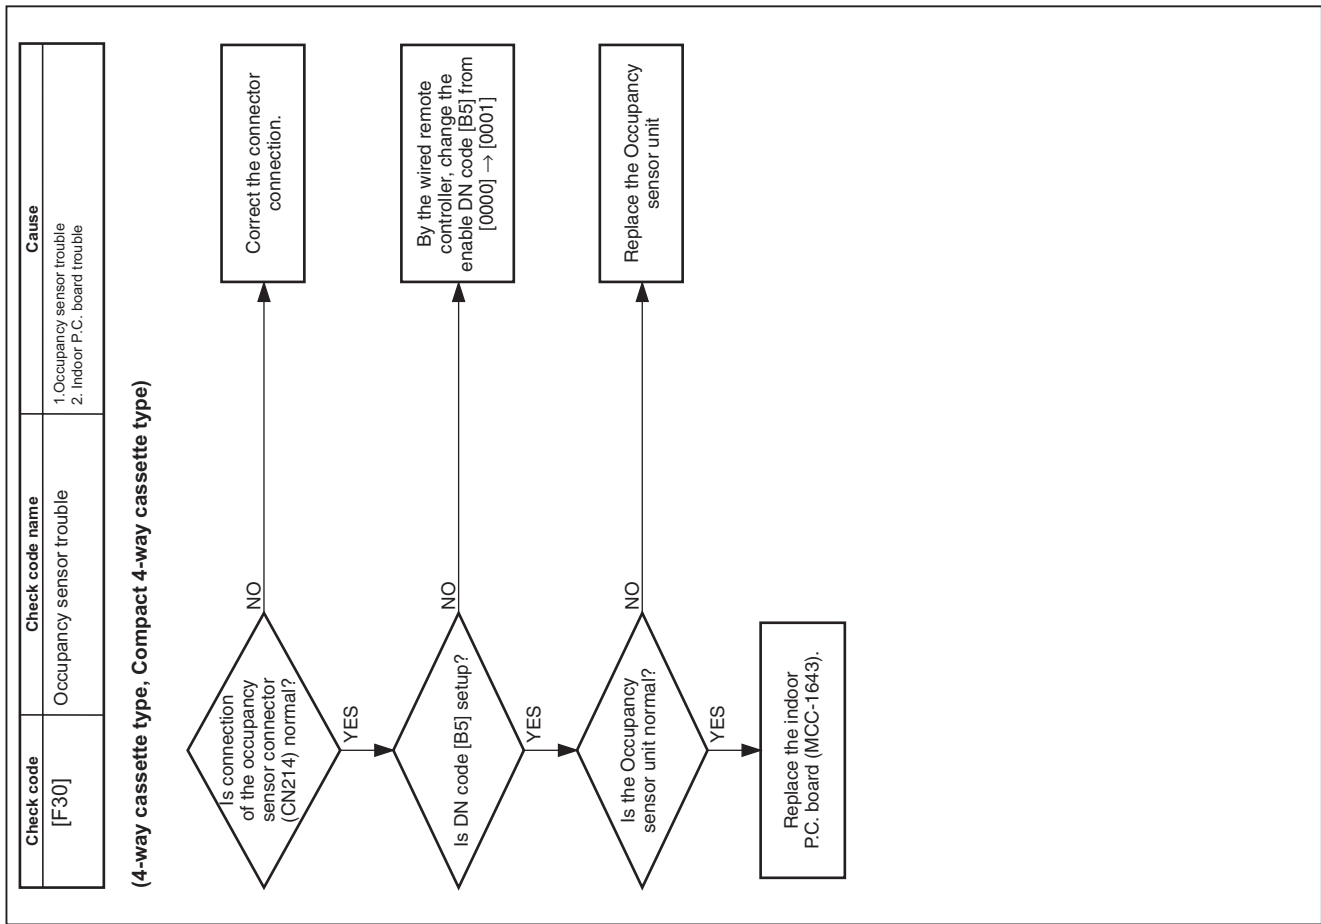 Check code
Check code name
Cause
[F30]
Occupancy sensor trouble
1.Occupancy sensor trouble
2. Indoor P.C. board trouble
(4-way cassette type, Compact 4-way cassette type)
Is connection
of the occupancy
sensor connector
(CN214) normal?
NO
Correct the connector
connection.
YES
Is DN code [B5] setup?
NO
By the wired remote
controller, change the
enable DN code [B5] from
[0000] → [0001]
YES
Is the Occupancy
sensor unit normal?
NO
Replace the Occupancy
sensor unit
YES
Replace the indoor
P.C. board (MCC-1643).